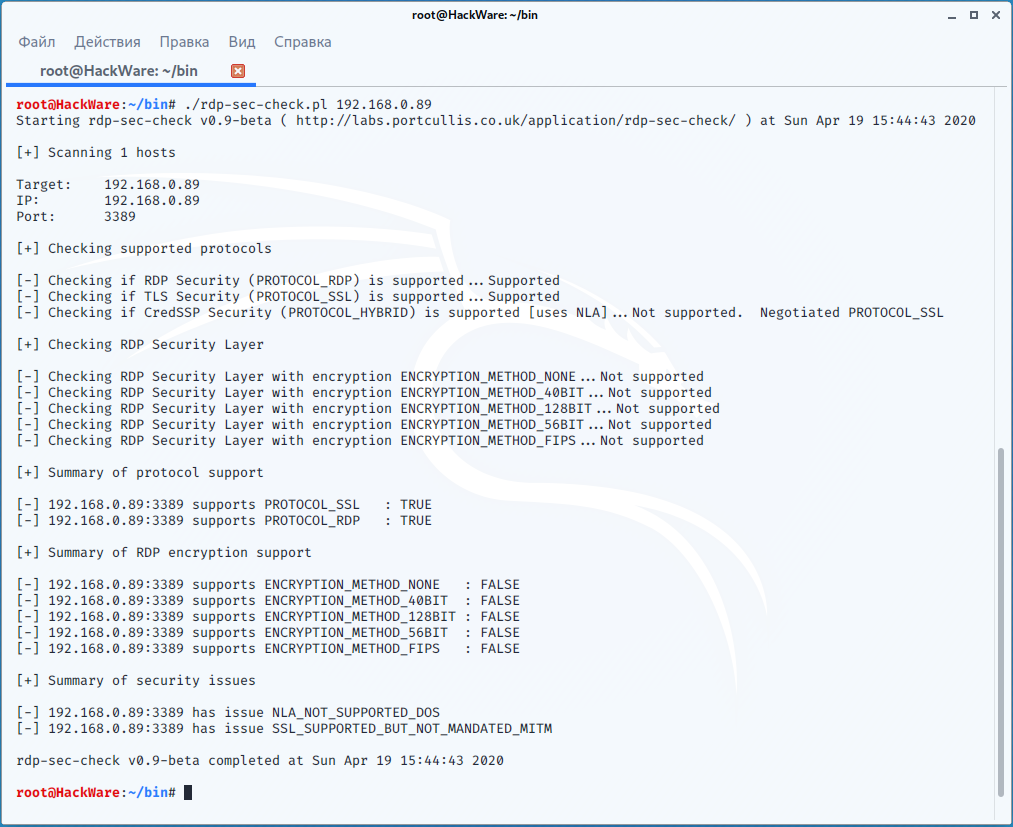 root@HackWare: ~/bin
Файл Действия Правка Вид Справка
root@HackWare: ~/bin
root@HackWare:~/bin# ./rdp-sec-check.pl 192.168.0.89
Starting rdp-sec-check v0.9-beta ( http://labs.portcullis.co.uk/application/rdp-sec-check/ ) at Sun Apr 19 15:44:43 2020
[+] Scanning 1 hosts
Target:    192.168.0.89
IP:        192.168.0.89
Port:      3389
[+] Checking supported protocols
[-] Checking if RDP Security (PROTOCOL_RDP) is supported...Supported
[-] Checking if TLS Security (PROTOCOL_SSL) is supported...Supported
[-] Checking if CredSSP Security (PROTOCOL_HYBRID) is supported [uses NLA]...Not supported.  Negotiated PROTOCOL_SSL
[+] Checking RDP Security Layer
[-] Checking RDP Security Layer with encryption ENCRYPTION_METHOD_NONE...Not supported
[-] Checking RDP Security Layer with encryption ENCRYPTION_METHOD_40BIT...Not supported
[-] Checking RDP Security Layer with encryption ENCRYPTION_METHOD_128BIT...Not supported
[-] Checking RDP Security Layer with encryption ENCRYPTION_METHOD_56BIT...Not supported
[-] Checking RDP Security Layer with encryption ENCRYPTION_METHOD_FIPS...Not supported
[+] Summary of protocol support
[-] 192.168.0.89:3389 supports PROTOCOL_SSL   : TRUE
[-] 192.168.0.89:3389 supports PROTOCOL_RDP   : TRUE
[+] Summary of RDP encryption support
[-] 192.168.0.89:3389 supports ENCRYPTION_METHOD_NONE   : FALSE
[-] 192.168.0.89:3389 supports ENCRYPTION_METHOD_40BIT  : FALSE
[-] 192.168.0.89:3389 supports ENCRYPTION_METHOD_128BIT : FALSE
[-] 192.168.0.89:3389 supports ENCRYPTION_METHOD_56BIT  : FALSE
[-] 192.168.0.89:3389 supports ENCRYPTION_METHOD_FIPS   : FALSE
[+] Summary of security issues
[-] 192.168.0.89:3389 has issue NLA_NOT_SUPPORTED_DOS
[-] 192.168.0.89:3389 has issue SSL_SUPPORTED_BUT_NOT_MANDATED_MITM
rdp-sec-check v0.9-beta completed at Sun Apr 19 15:44:43 2020
root@HackWare:~/bin#